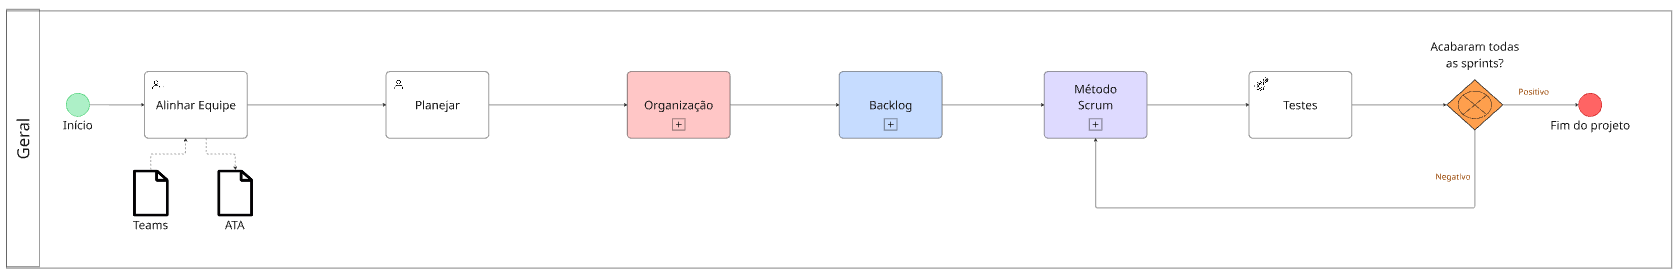 Geral
Início
Alinhar Equipe
Teams
ATA
Planejar
Organização
Backlog
Método
Scrum
Testes
Acabaram todas
as sprints?
Positivo
Negativo
Fim do projeto